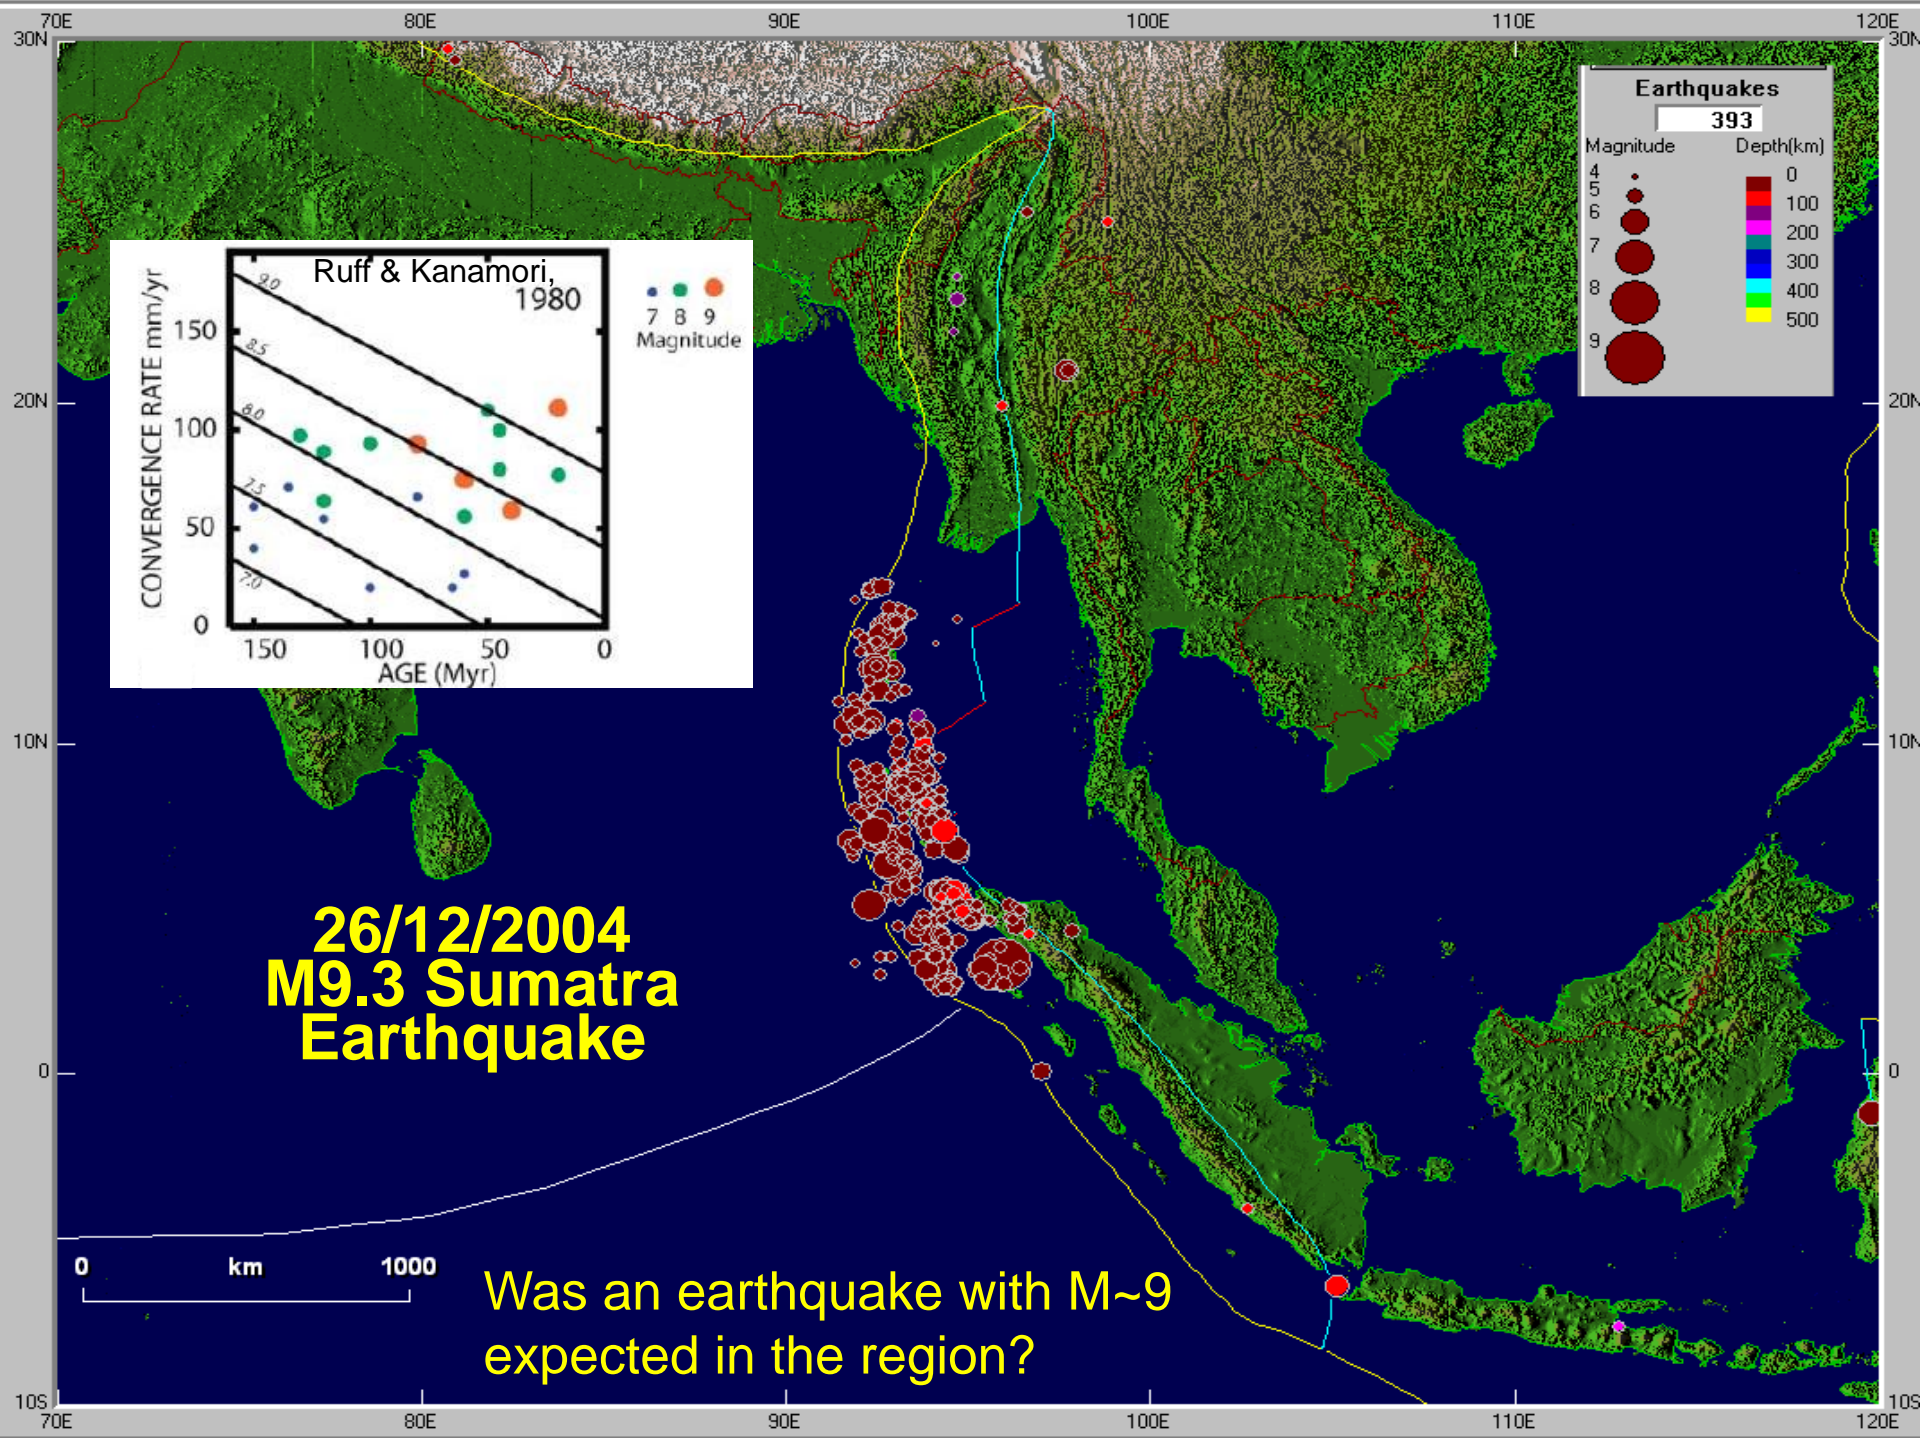 70E 80E 90E 100E 110E 120E
30N 30N
Earthquakes
393
Magnitude Depth(km)
4 0
5 100
6 200
7 300
8 400
9 500
Ruff & Kanamori,
1980
7 8 9
Magnitude
CONVERGENCE RATE mm/yr
150
100
50
0
9.0
8.5
8.0
7.5
7.0
150 100 50 0
AGE (Myr)
20N 20N
10N 10N
26/12/2004
M9.3 Sumatra
Earthquake
0 0
0 km 1000
Was an earthquake with M~9
expected in the region?
10S 10S
70E 80E 90E 100E 110E 120E